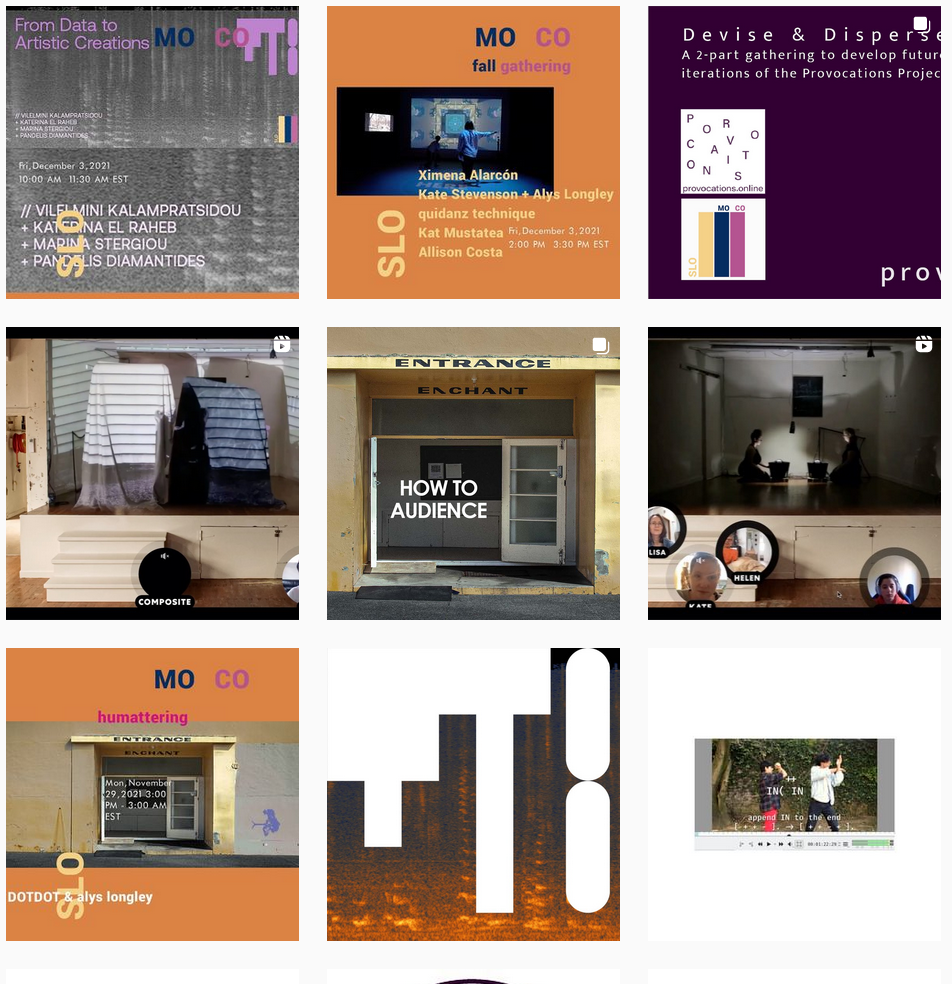 From Data to
Artistic Creations
MO CO
// VILELMINI KALAMPRATSIDOU
+ KATERINA EL RAHEB
+ MARINA STERGIOU
+ PANDELIS DIAMANTIDES
Fri, December 3, 2021
10:00 AM 11:30 AM EST
// VILELMINI KALAMPRATSIDOU
+ KATERINA EL RAHEB
+ MARINA STERGIOU
+ PANDELIS DIAMANTIDES
SLO
MO CO
fall gathering
Ximena Alarcón
Kate Stevenson + Alys Longley
quidanz technique
Kat Mustatea
Allison Costa
Fri, December 3, 2021
2:00 PM 3:30 PM EST
SLO
Devise & Disperse
A 2-part gathering to develop future
iterations of the Provocations Projec
PROVOCATIONS
provocations.online
MO CO
SLO
prov
COMPOSITE
ENTRANCE
ENCHANT
HOW TO
AUDIENCE
LISA
HELEN
KATE
MO CO
humattering
ENTRANCE
ENCHANT
Mon, November
29, 2021 3:00
PM - 3:00 AM
EST
SLO
DOTDOT & alys longley
++
IN( IN
append IN to the end
[ + + - ]. → [ + + - +].
00:01:22:29